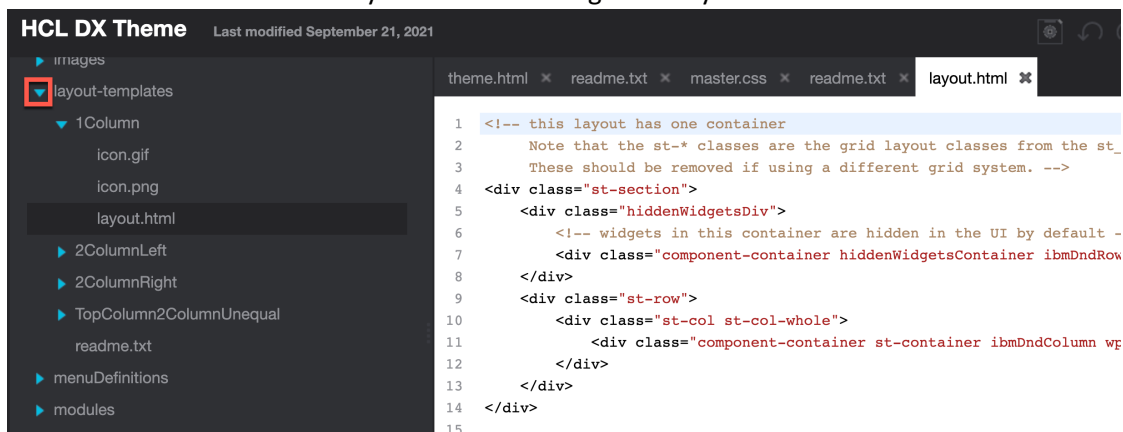 HCL DX Theme Last modified September 21, 2021
images
layout-templates
1Column
icon.gif
icon.png
layout.html
2ColumnLeft
2ColumnRight
TopColumn2ColumnUnequal
readme.txt
menuDefinitions
modules
theme.html × readme.txt × master.css × readme.txt × layout.html ✖
1 <!-- this layout has one container
2 Note that the st-* classes are the grid layout classes from the st_
3 These should be removed if using a different grid system. -->
4 <div class="st-section">
5 <div class="hiddenWidgetsDiv">
6 <!-- widgets in this container are hidden in the UI by default -
7 <div class="component-container hiddenWidgetsContainer ibmDndRow
8 </div>
9 <div class="st-row">
10 <div class="st-col st-col-whole">
11 <div class="component-container st-container ibmDndColumn wp
12 </div>
13 </div>
14 </div>
15